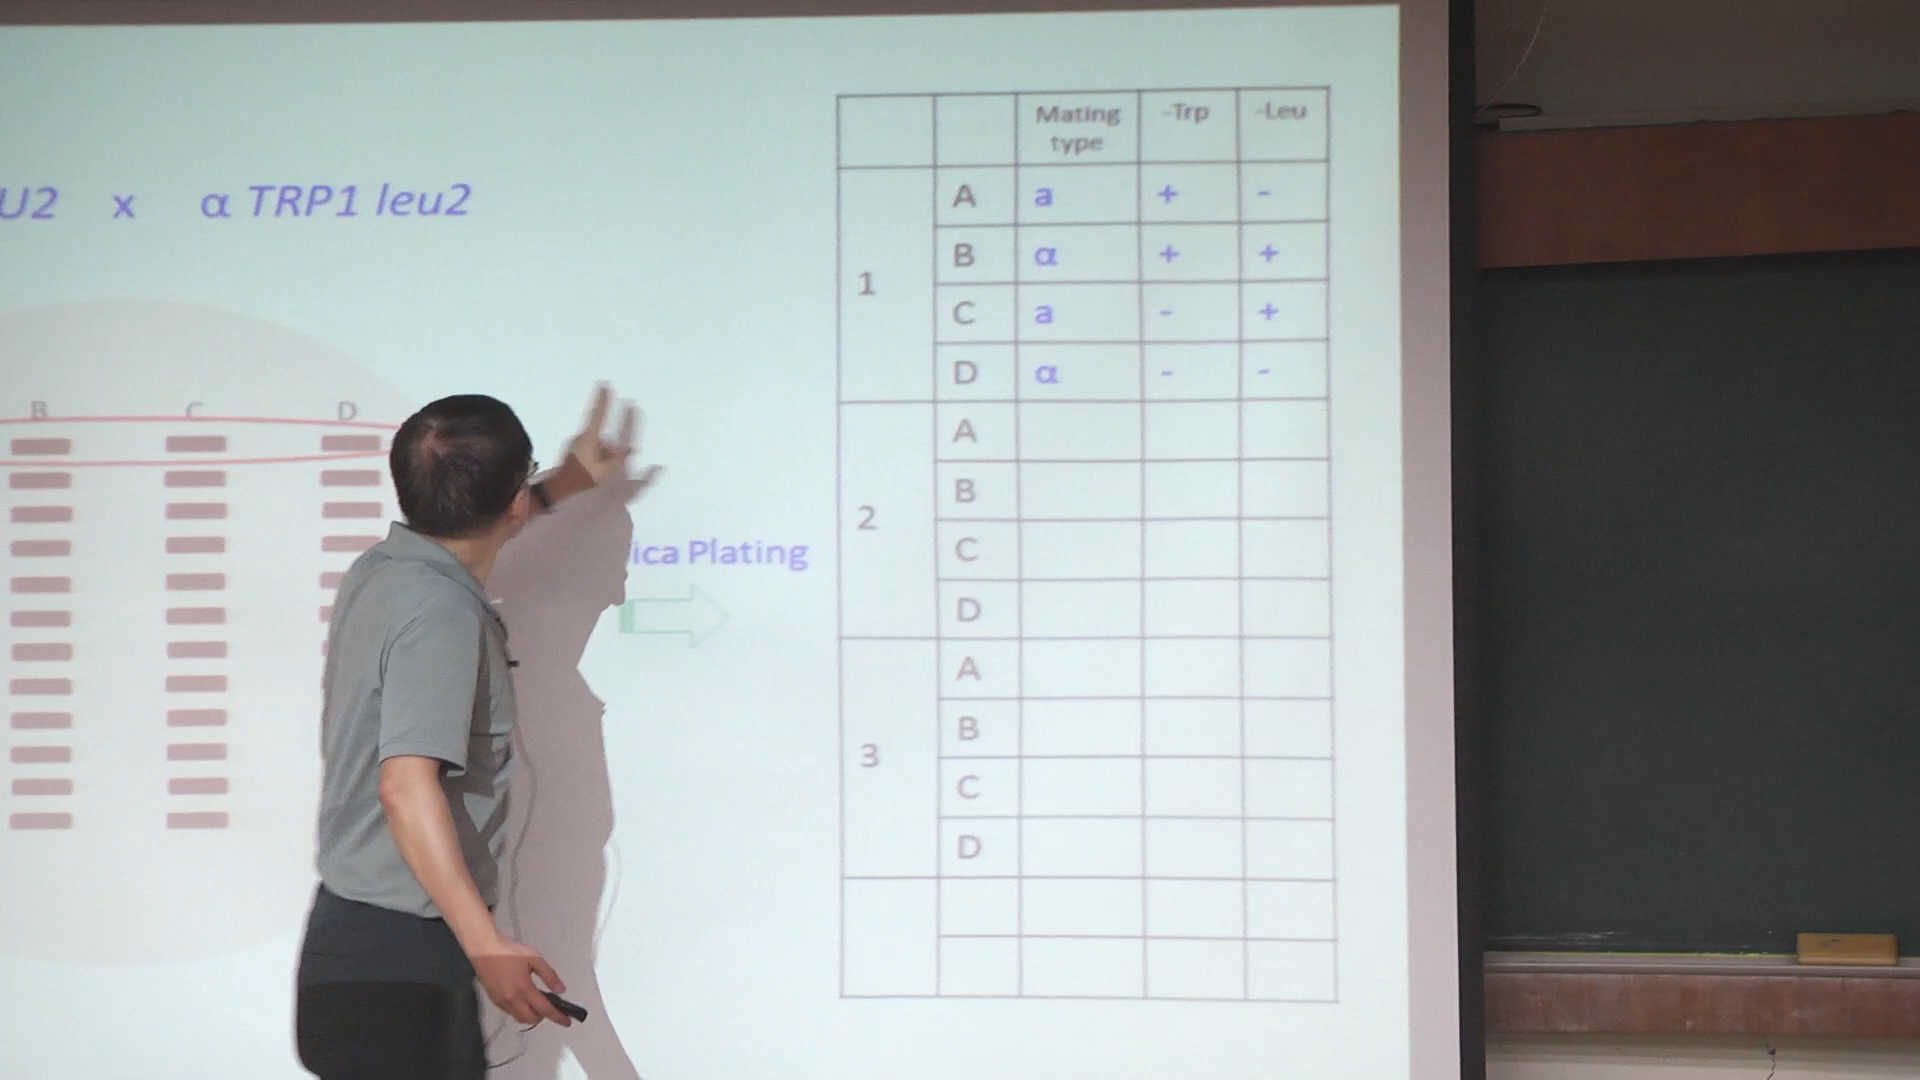 U2 x α TRP1 leu2
B C D
ica Plating
Mating type -Trp -Leu
1
A a + -
B α + +
C a - +
D α - -
2
A
B
C
D
3
A
B
C
D